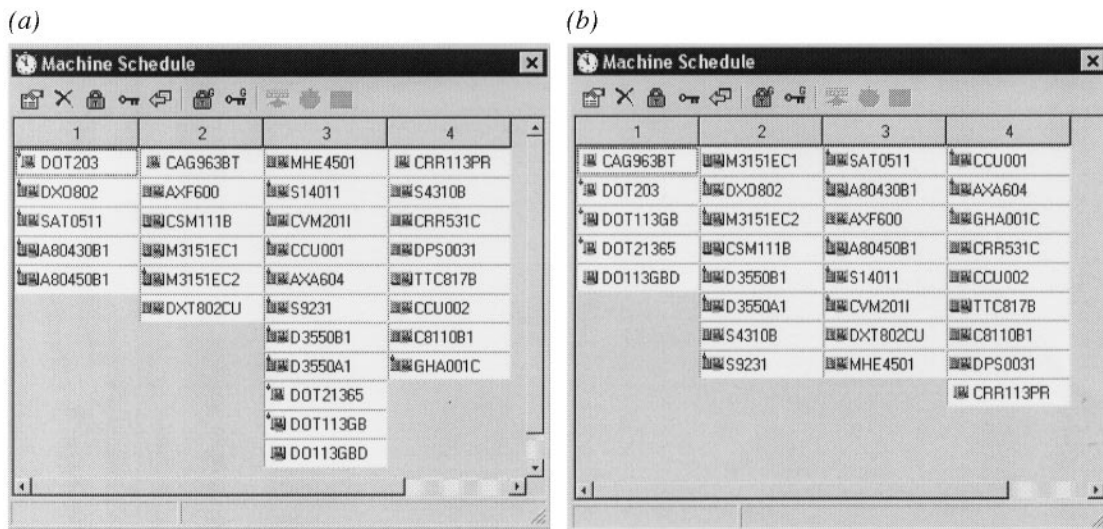 (a)
Machine Schedule
1 2 3 4
DOT203 CAG963BT MHE4501 CRR113PR
DXO802 AXF600 S14011 S4310B
SAT0511 CSM111B CVM201I CRR531C
A80430B1 M3151EC1 CCU001 DPS0031
A80450B1 M3151EC2 AXA604 TTC817B
DXT802CU S9231 CCU002
D3550B1 C8110B1
D3550A1 GHA001C
DOT21365
DOT113GB
DO113GBD
(b)
Machine Schedule
1 2 3 4
CAG963BT M3151EC1 SAT0511 CCU001
DOT203 DXO802 A80430B1 AXA604
DOT113GB M3151EC2 AXF600 GHA001C
DOT21365 CSM111B A80450B1 CRR531C
DO113GBD D3550B1 S14011 CCU002
D3550A1 CVM201I TTC817B
S4310B DXT802CU C8110B1
S9231 MHE4501 DPS0031
CRR113PR